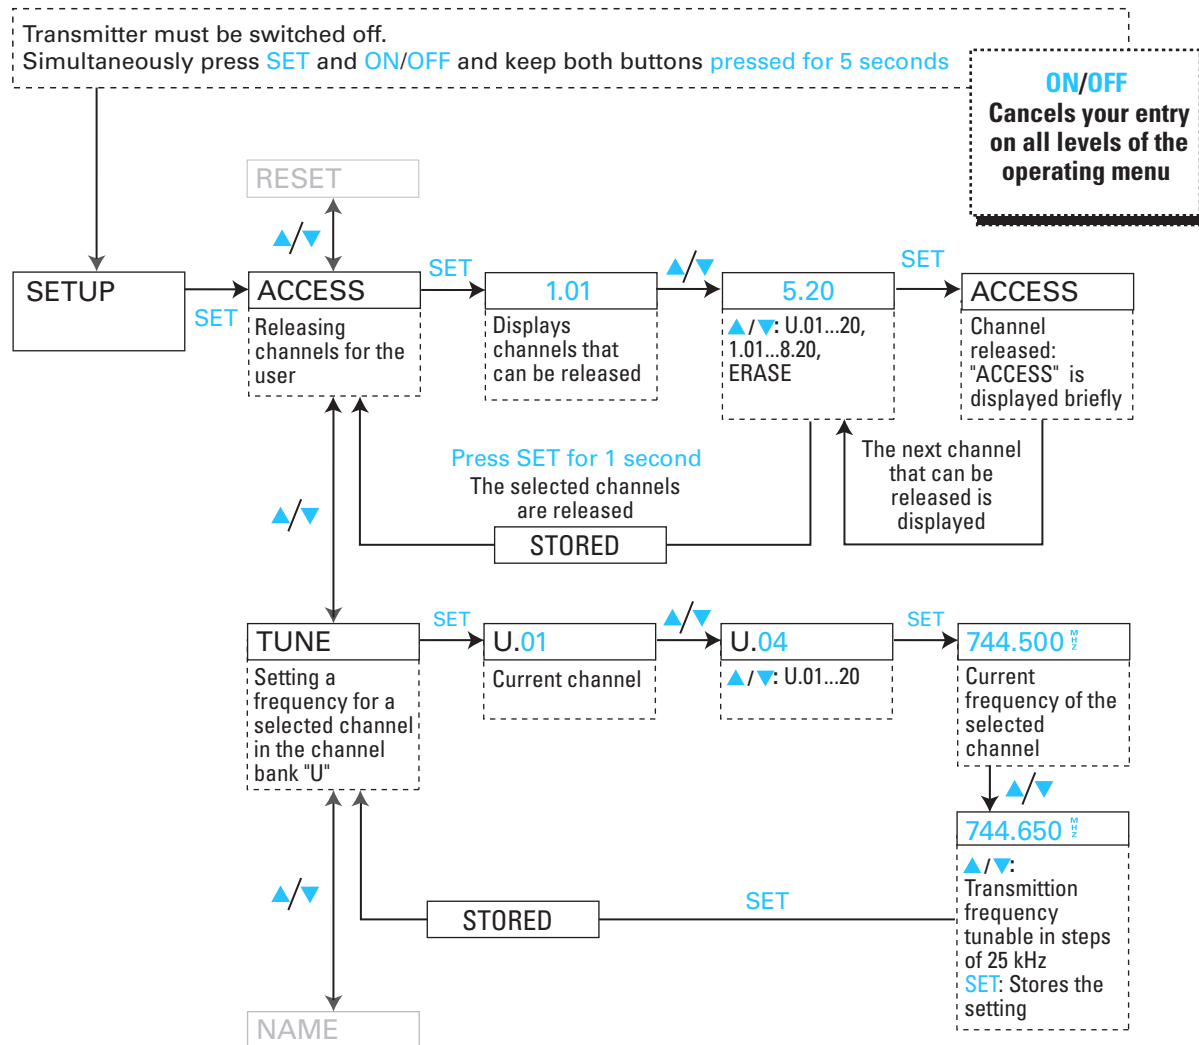 Transmitter must be switched off.
Simultaneously press SET and ON/OFF and keep both buttons pressed for 5 seconds
ON/OFF
Cancels your entry
on all levels of the
operating menu
RESET
▲/▼
SETUP
SET
ACCESS
Releasing
channels for the
user
SET
1.01
Displays
channels that
can be released
▲/▼
5.20
▲/▼: U.01...20,
1.01...8.20,
ERASE
SET
ACCESS
Channel
released:
"ACCESS" is
displayed briefly
The next channel
that can be
released is
displayed
Press SET for 1 second
The selected channels
are released
STORED
▲/▼
TUNE
Setting a
frequency for a
selected channel
in the channel
bank "U"
SET
U.01
Current channel
▲/▼
U.04
▲/▼: U.01...20
SET
744.500 MHZ
Current
frequency of the
selected
channel
▲/▼
744.650 MHZ
▲/▼:
Transmittion
frequency
tunable in steps
of 25 kHz
SET: Stores the
setting
SET
STORED
▲/▼
NAME